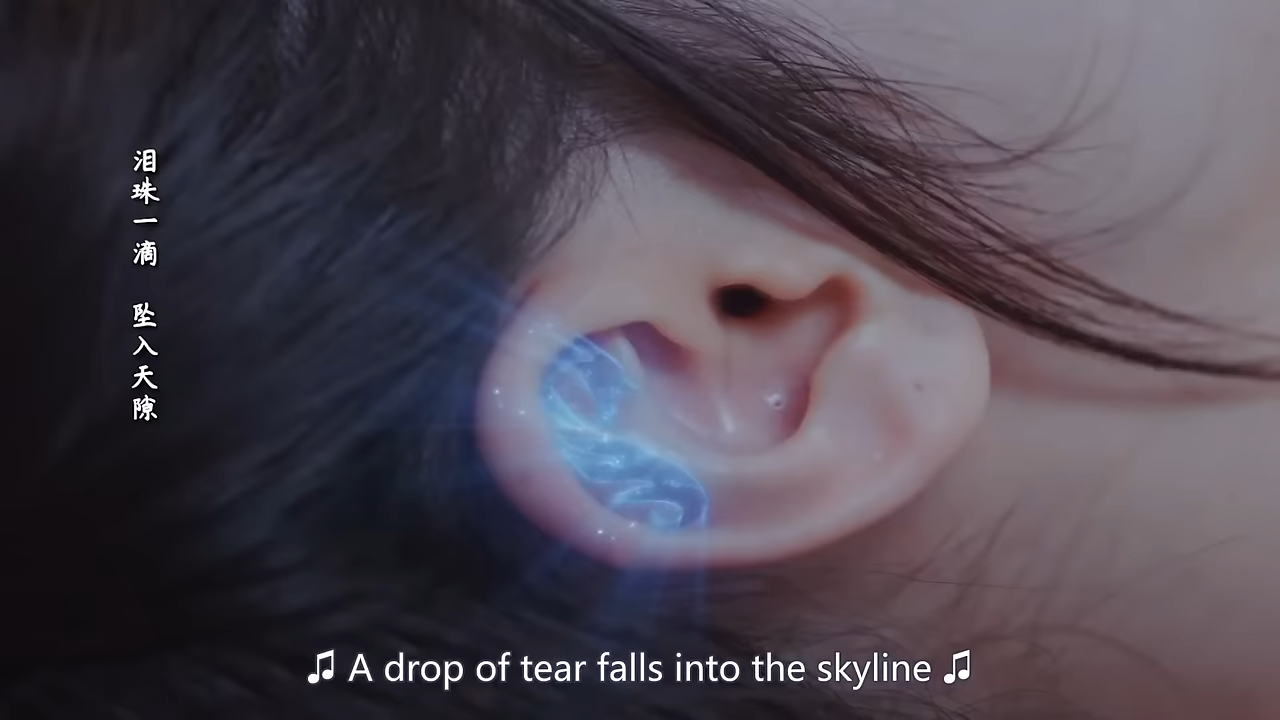 泪珠一滴 坠入天隙
♫ A drop of tear falls into the skyline ♫